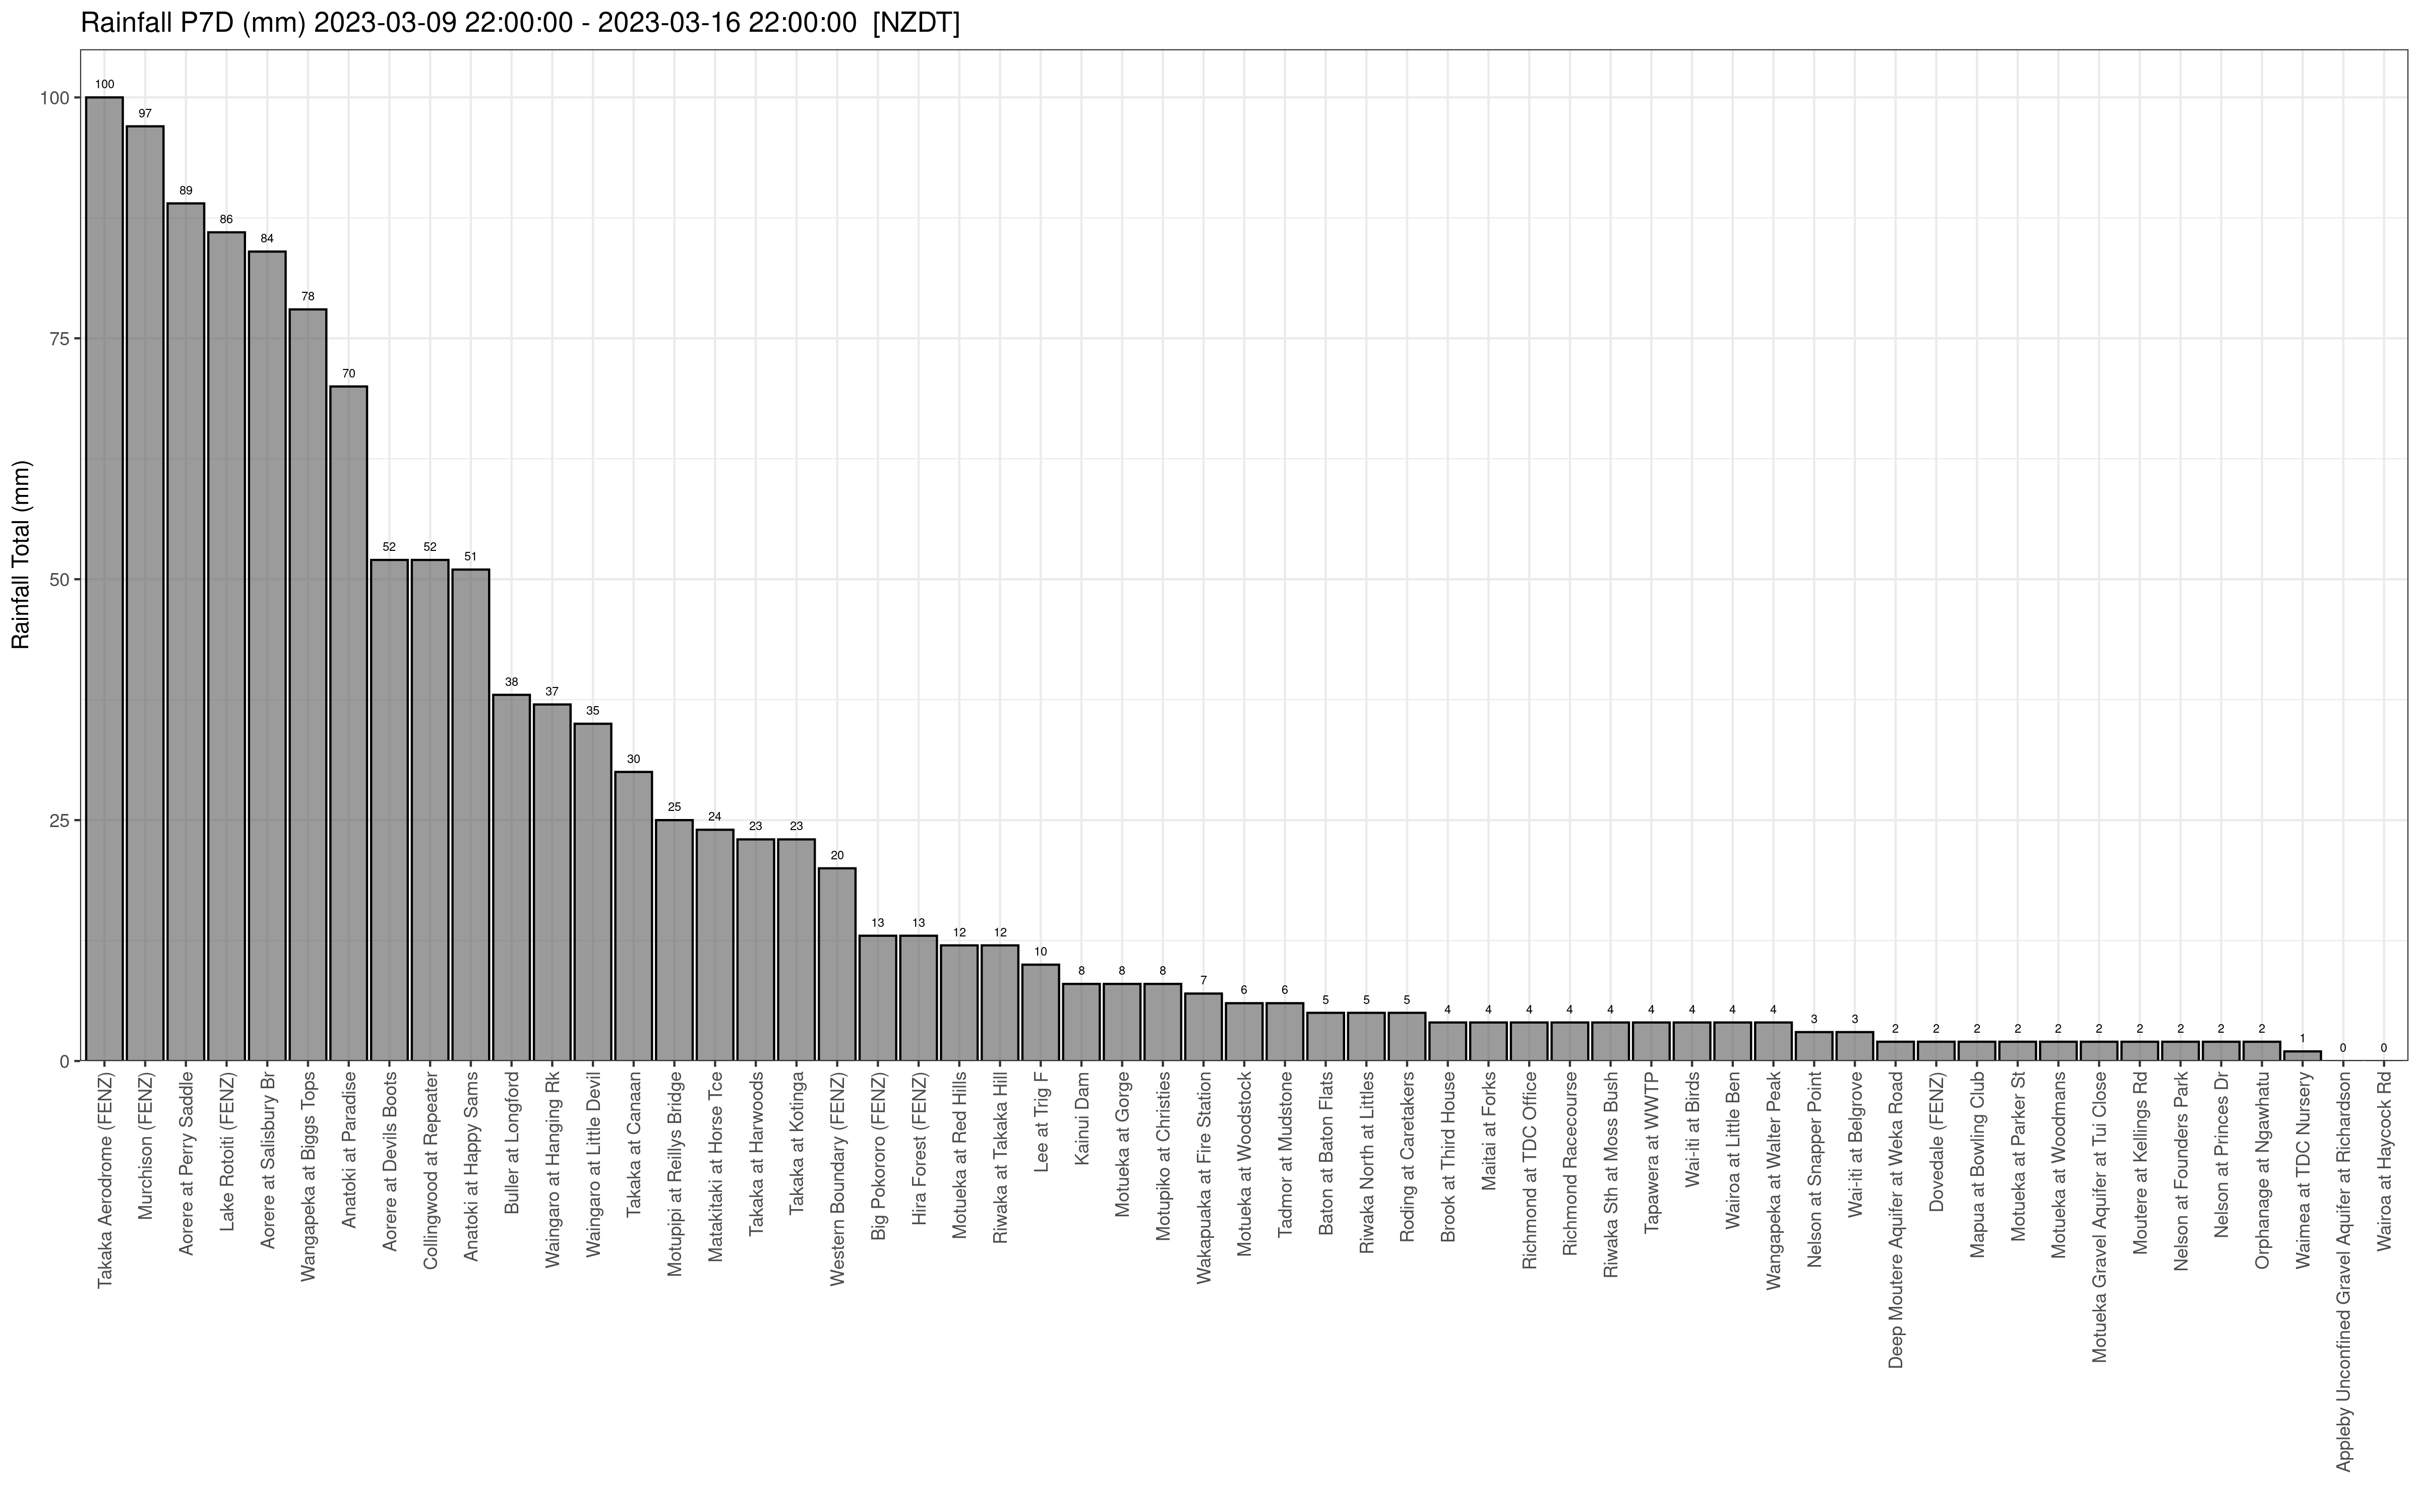 Rainfall P7D (mm) 2023-03-09 22:00:00 - 2023-03-16 22:00:00 [NZDT]
Rainfall Total (mm)
100
75
50
25
0
100
97
89
86
84
78
70
52
52
51
38
37
35
30
25
24
23
23
20
13
13
12
12
10
8
8
8
7
6
6
5
5
5
4
4
4
4
4
4
4
4
4
3
3
2
2
2
2
2
2
2
2
2
2
1
0
0
Takaka Aerodrome (FENZ)
Murchison (FENZ)
Aorere at Perry Saddle
Lake Rotoiti (FENZ)
Aorere at Salisbury Br
Wangapeka at Biggs Tops
Anatoki at Paradise
Aorere at Devils Boots
Collingwood at Repeater
Anatoki at Happy Sams
Buller at Longford
Waingaro at Hanging Rk
Waingaro at Little Devil
Takaka at Canaan
Motupipi at Reillys Bridge
Matakitaki at Horse Tce
Takaka at Harwoods
Takaka at Kotinga
Western Boundary (FENZ)
Big Pokororo (FENZ)
Hira Forest (FENZ)
Motueka at Red Hills
Riwaka at Takaka Hill
Lee at Trig F
Kainui Dam
Motueka at Gorge
Motupiko at Christies
Wakapuaka at Fire Station
Motueka at Woodstock
Tadmor at Mudstone
Baton at Baton Flats
Riwaka North at Littles
Roding at Caretakers
Brook at Third House
Maitai at Forks
Richmond at TDC Office
Richmond Racecourse
Riwaka Sth at Moss Bush
Tapawera at WWTP
Wai-iti at Birds
Wairoa at Little Ben
Wangapeka at Walter Peak
Nelson at Snapper Point
Wai-iti at Belgrove
Deep Moutere Aquifer at Weka Road
Dovedale (FENZ)
Mapua at Bowling Club
Motueka at Parker St
Motueka at Woodmans
Motueka Gravel Aquifer at Tui Close
Moutere at Kellings Rd
Nelson at Founders Park
Nelson at Princes Dr
Orphanage at Ngawhatu
Waimea at TDC Nursery
Appleby Unconfined Gravel Aquifer at Richardson
Wairoa at Haycock Rd